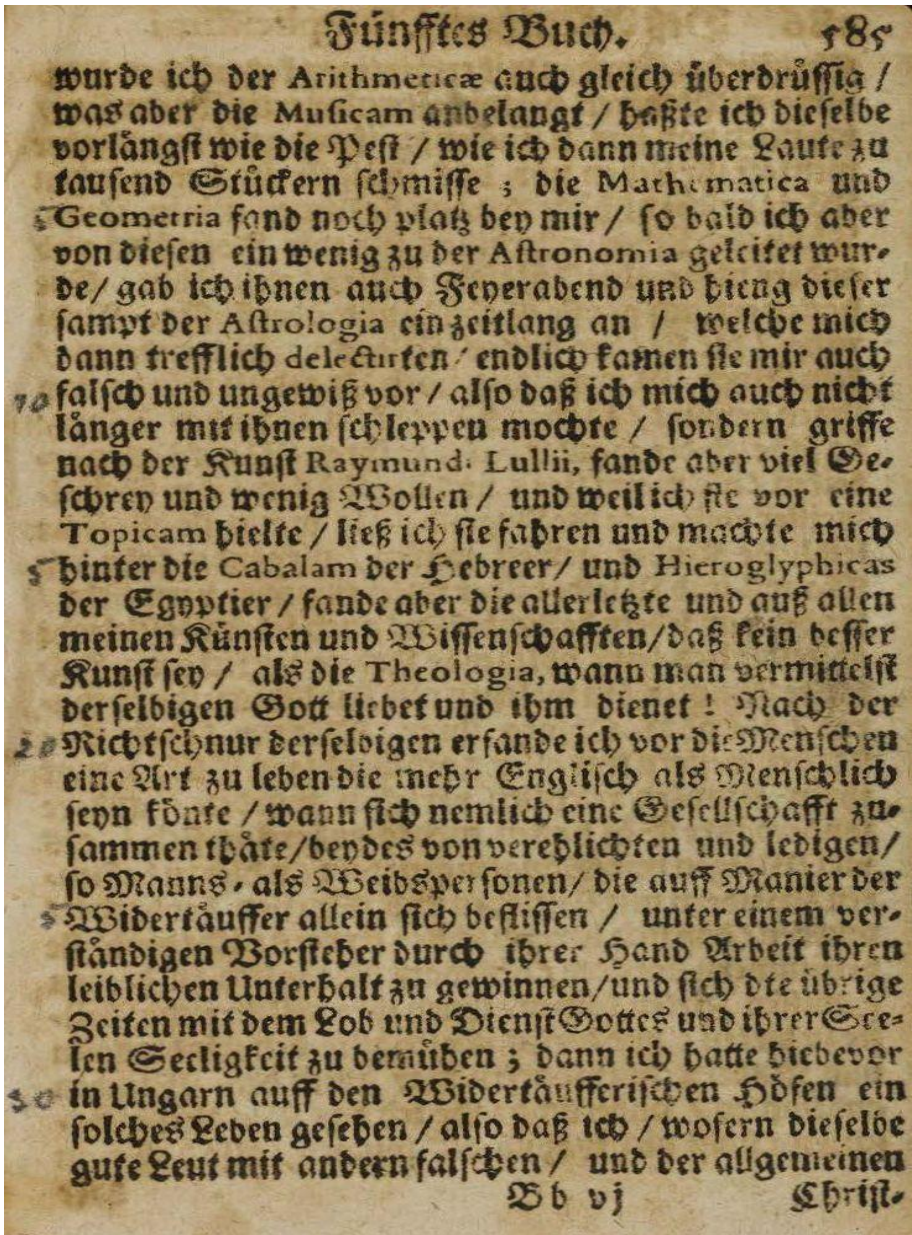 Fünfftes Buch. 585
wurde ich der Arithmeticæ auch gleich überdrüssig /
was aber die Musicam anbelangt / haßte ich dieselbe
vorlängst wie die Pest / wie ich dann meine Laute zu
tausend Stückern schmisse ; die Mathematica und
5 Geometria fand noch platz bey mir / so bald ich aber
von diesen ein wenig zu der Astronomia geleitet wur-
de/ gab ich ihnen auch Feyerabend und hieng dieser
sampt der Astrologia ein zeitlang an / welche mich
dann trefflich delectirten / endlich kamen sie mir auch
10 falsch und ungewiß vor / also daß ich mich auch nicht
länger mit ihnen schleppen mochte / sondern griffe
nach der Kunst Raymund. Lullii, fande aber viel Ge-
schrey und wenig Wollen / und weil ich sie vor eine
Topicam hielte / ließ ich sie fahren und machte mich
5 hinter die Cabalam der Hebreer/ und Hieroglyphicas
der Egyptier / fande aber die allerletzte und auß allen
meinen Künsten und Wissenschafften/daß kein besser
Kunst sey / als die Theologia, wann man vermittelst
derselbigen Gott liebet und ihm dienet ! Nach der
20 Richtschnur derselbigen erfande ich vor die Menschen
eine Art zu leben die mehr Englisch als Menschlich
seyn könte / wann sich nemlich eine Gesellschafft zu-
sammen thäte/beydes von verehlichten und ledigen/
so Manns- als Weibspersonen/ die auff Manier der
5 Widertäuffer allein sich beflissen / unter einem ver-
ständigen Vorsteher durch ihrer Hand Arbeit ihren
leiblichen Unterhalt zu gewinnen/und sich die übrige
Zeiten mit dem Lob und Dienst Gottes und ihrer See-
len Seeligkeit zu bemühen ; dann ich hatte hiebevor
30 in Ungarn auff den Widertäufferischen Höfen ein
solches Leben gesehen / also daß ich / wofern dieselbe
gute Leut mit andern falschen / und der allgemeinen
Bb vj Christ-